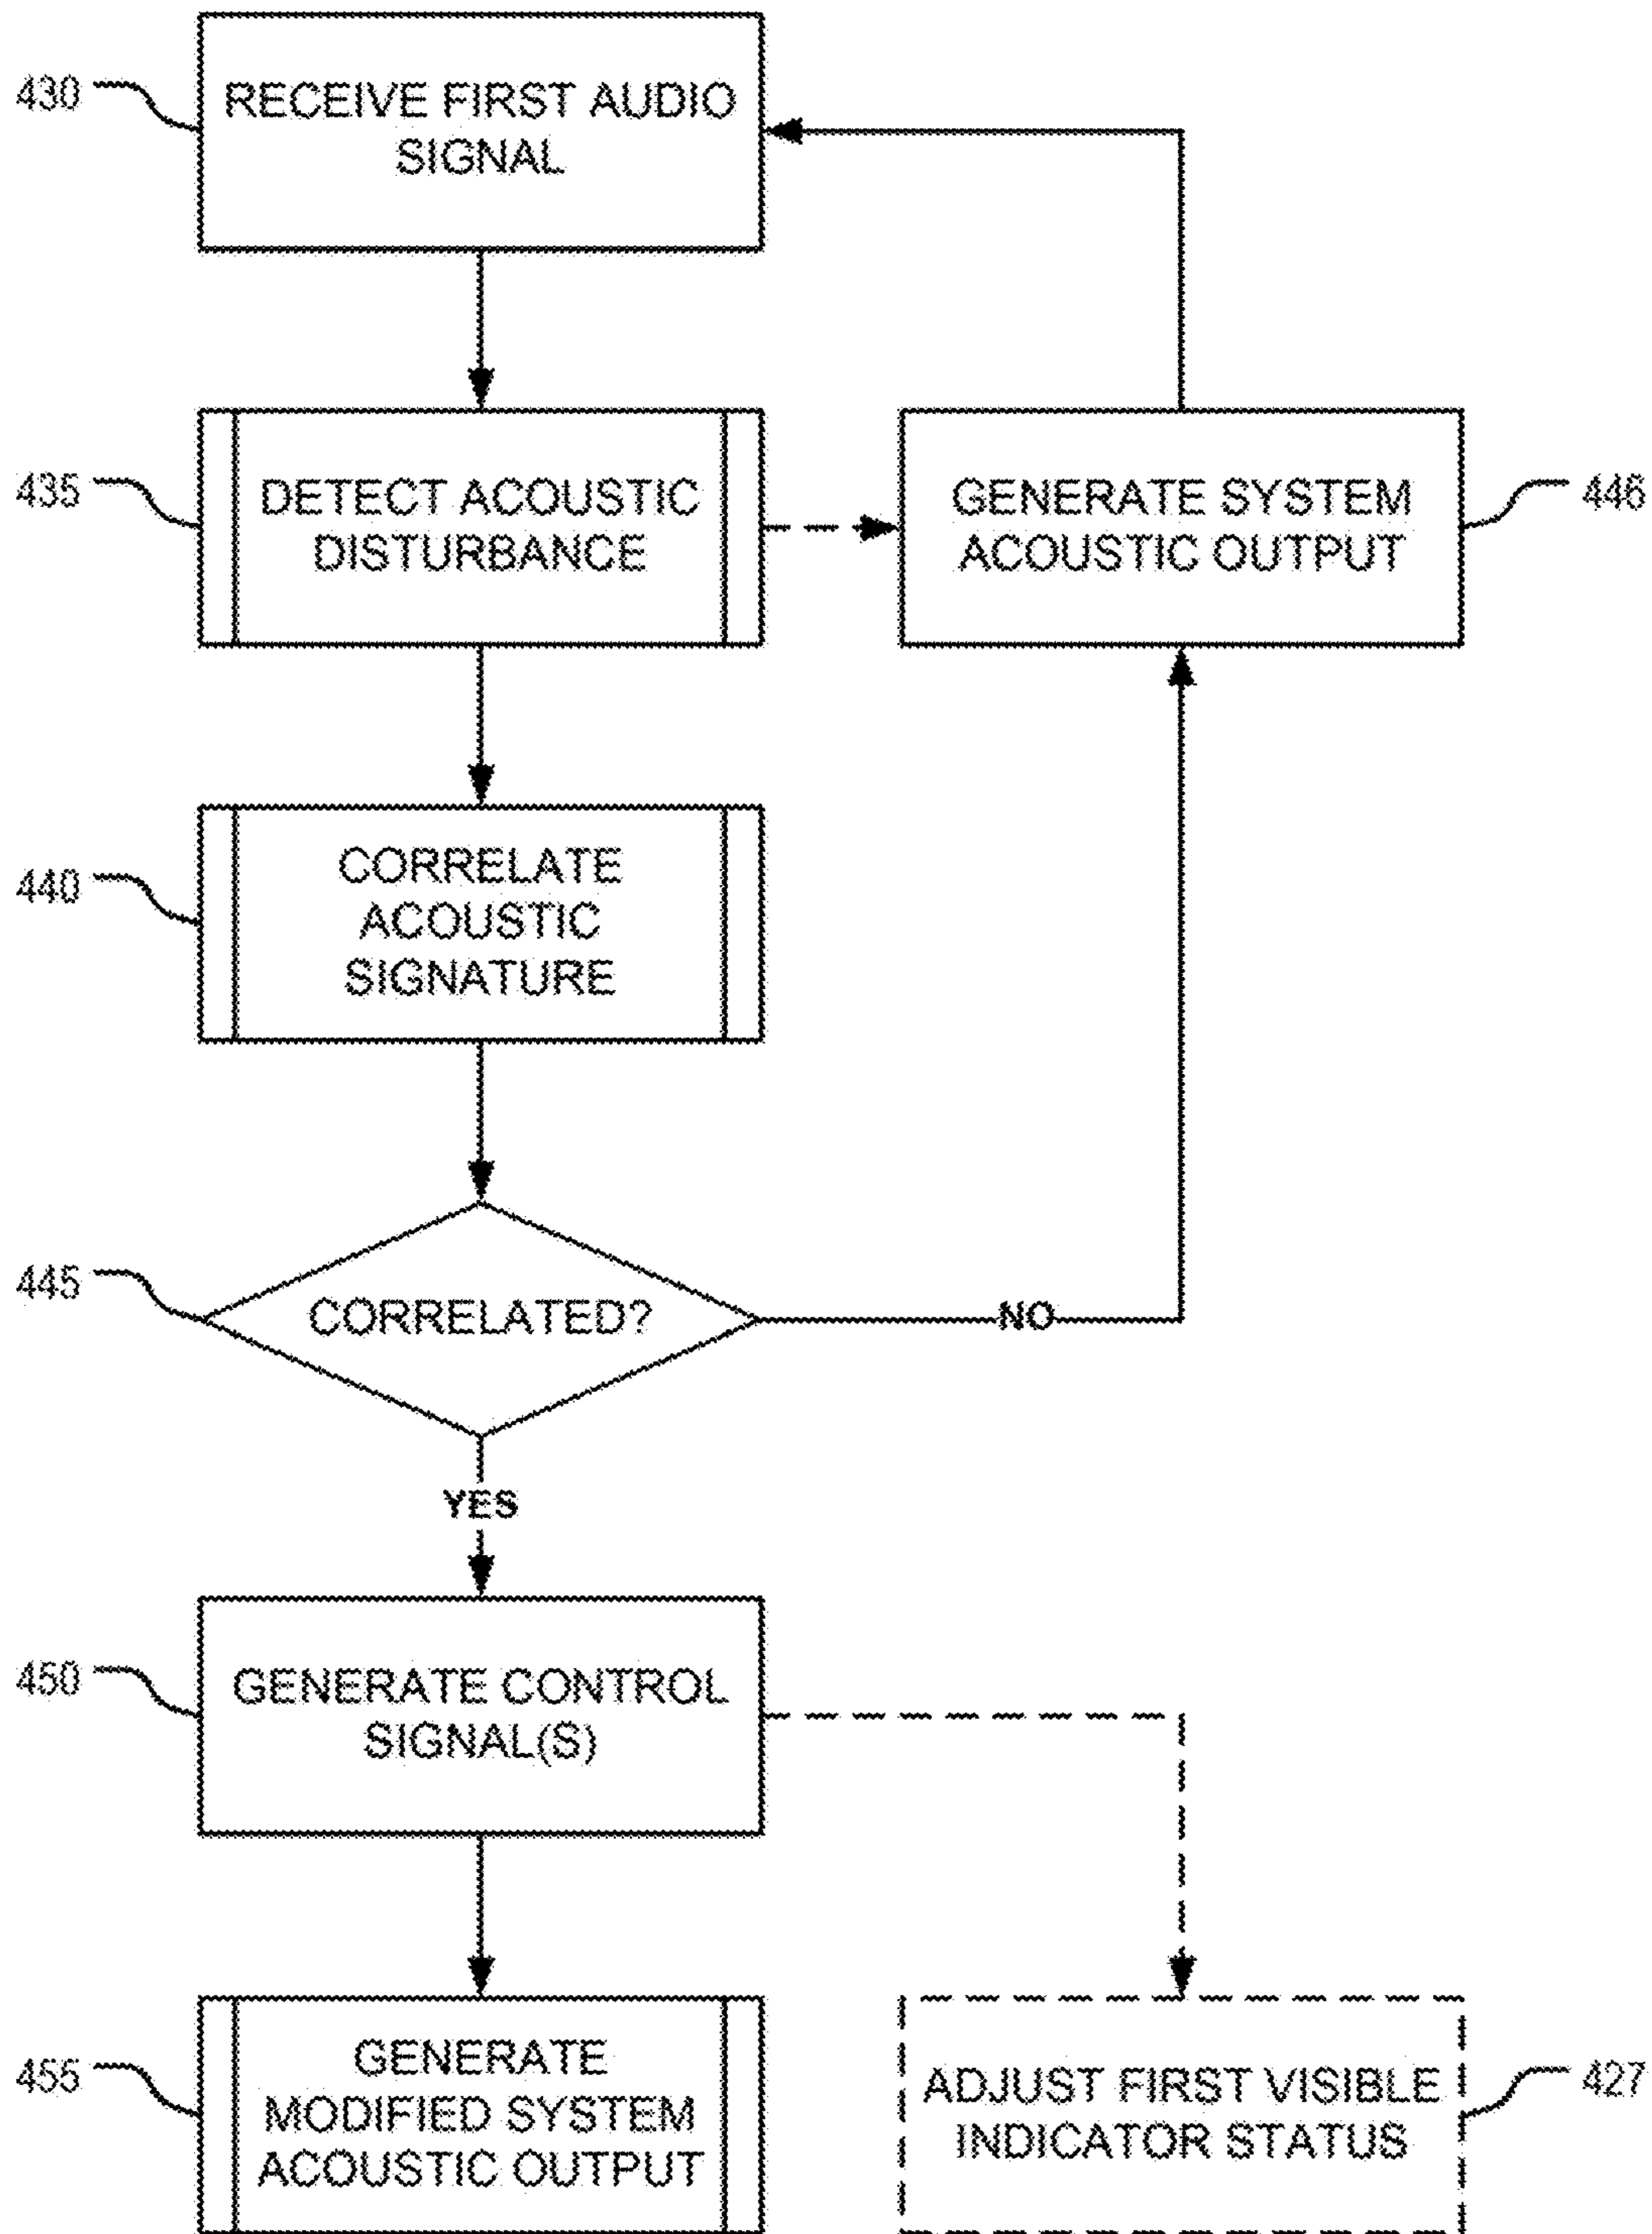 430
RECEIVE FIRST AUDIO
SIGNAL
435
DETECT ACOUSTIC
DISTURBANCE
GENERATE SYSTEM
ACOUSTIC OUTPUT
446
440
CORRELATE
ACOUSTIC
SIGNATURE
445
CORRELATED?
NO
YES
450
GENERATE CONTROL
SIGNAL(S)
455
GENERATE
MODIFIED SYSTEM
ACOUSTIC OUTPUT
ADJUST FIRST VISIBLE
INDICATOR STATUS
427